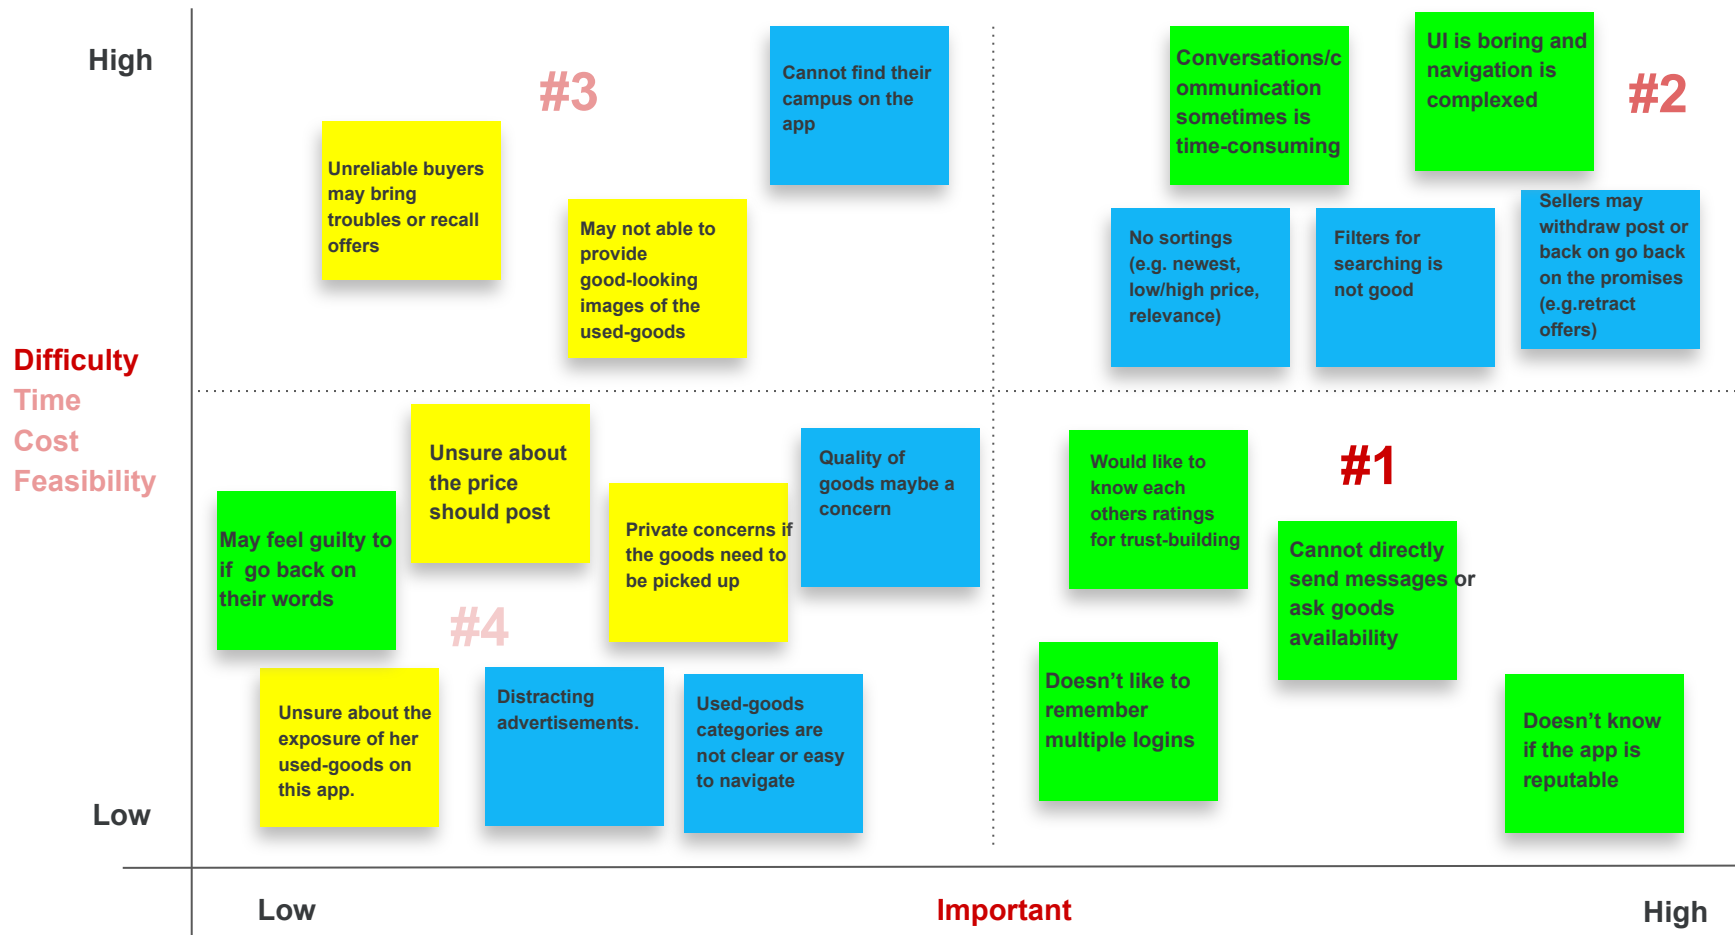 High
#3
Cannot find their
campus on the
app
Unreliable buyers
may bring
troubles or recall
offers
May not able to
provide
good-looking
images of the
used-goods
Conversations/c
ommunication
sometimes is
time-consuming
UI is boring and
navigation is
complexed
#2
No sortings
(e.g. newest,
low/high price,
relevance)
Filters for
searching is
not good
Sellers may
withdraw post or
back on go back
on the promises
(e.g.retract
offers)
Difficulty
Time
Cost
Feasibility
Unsure about
the price
should post
May feel guilty to
if go back on
their words
Private concerns if
the goods need to
be picked up
Quality of
goods maybe a
concern
#4
Unsure about the
exposure of her
used-goods on
this app.
Distracting
advertisements.
Used-goods
categories are
not clear or easy
to navigate
Would like to
know each
others ratings
for trust-building
#1
Cannot directly
send messages or
ask goods
availability
Doesn’t like to
remember
multiple logins
Doesn’t know
if the app is
reputable
Low
Low
Important
High